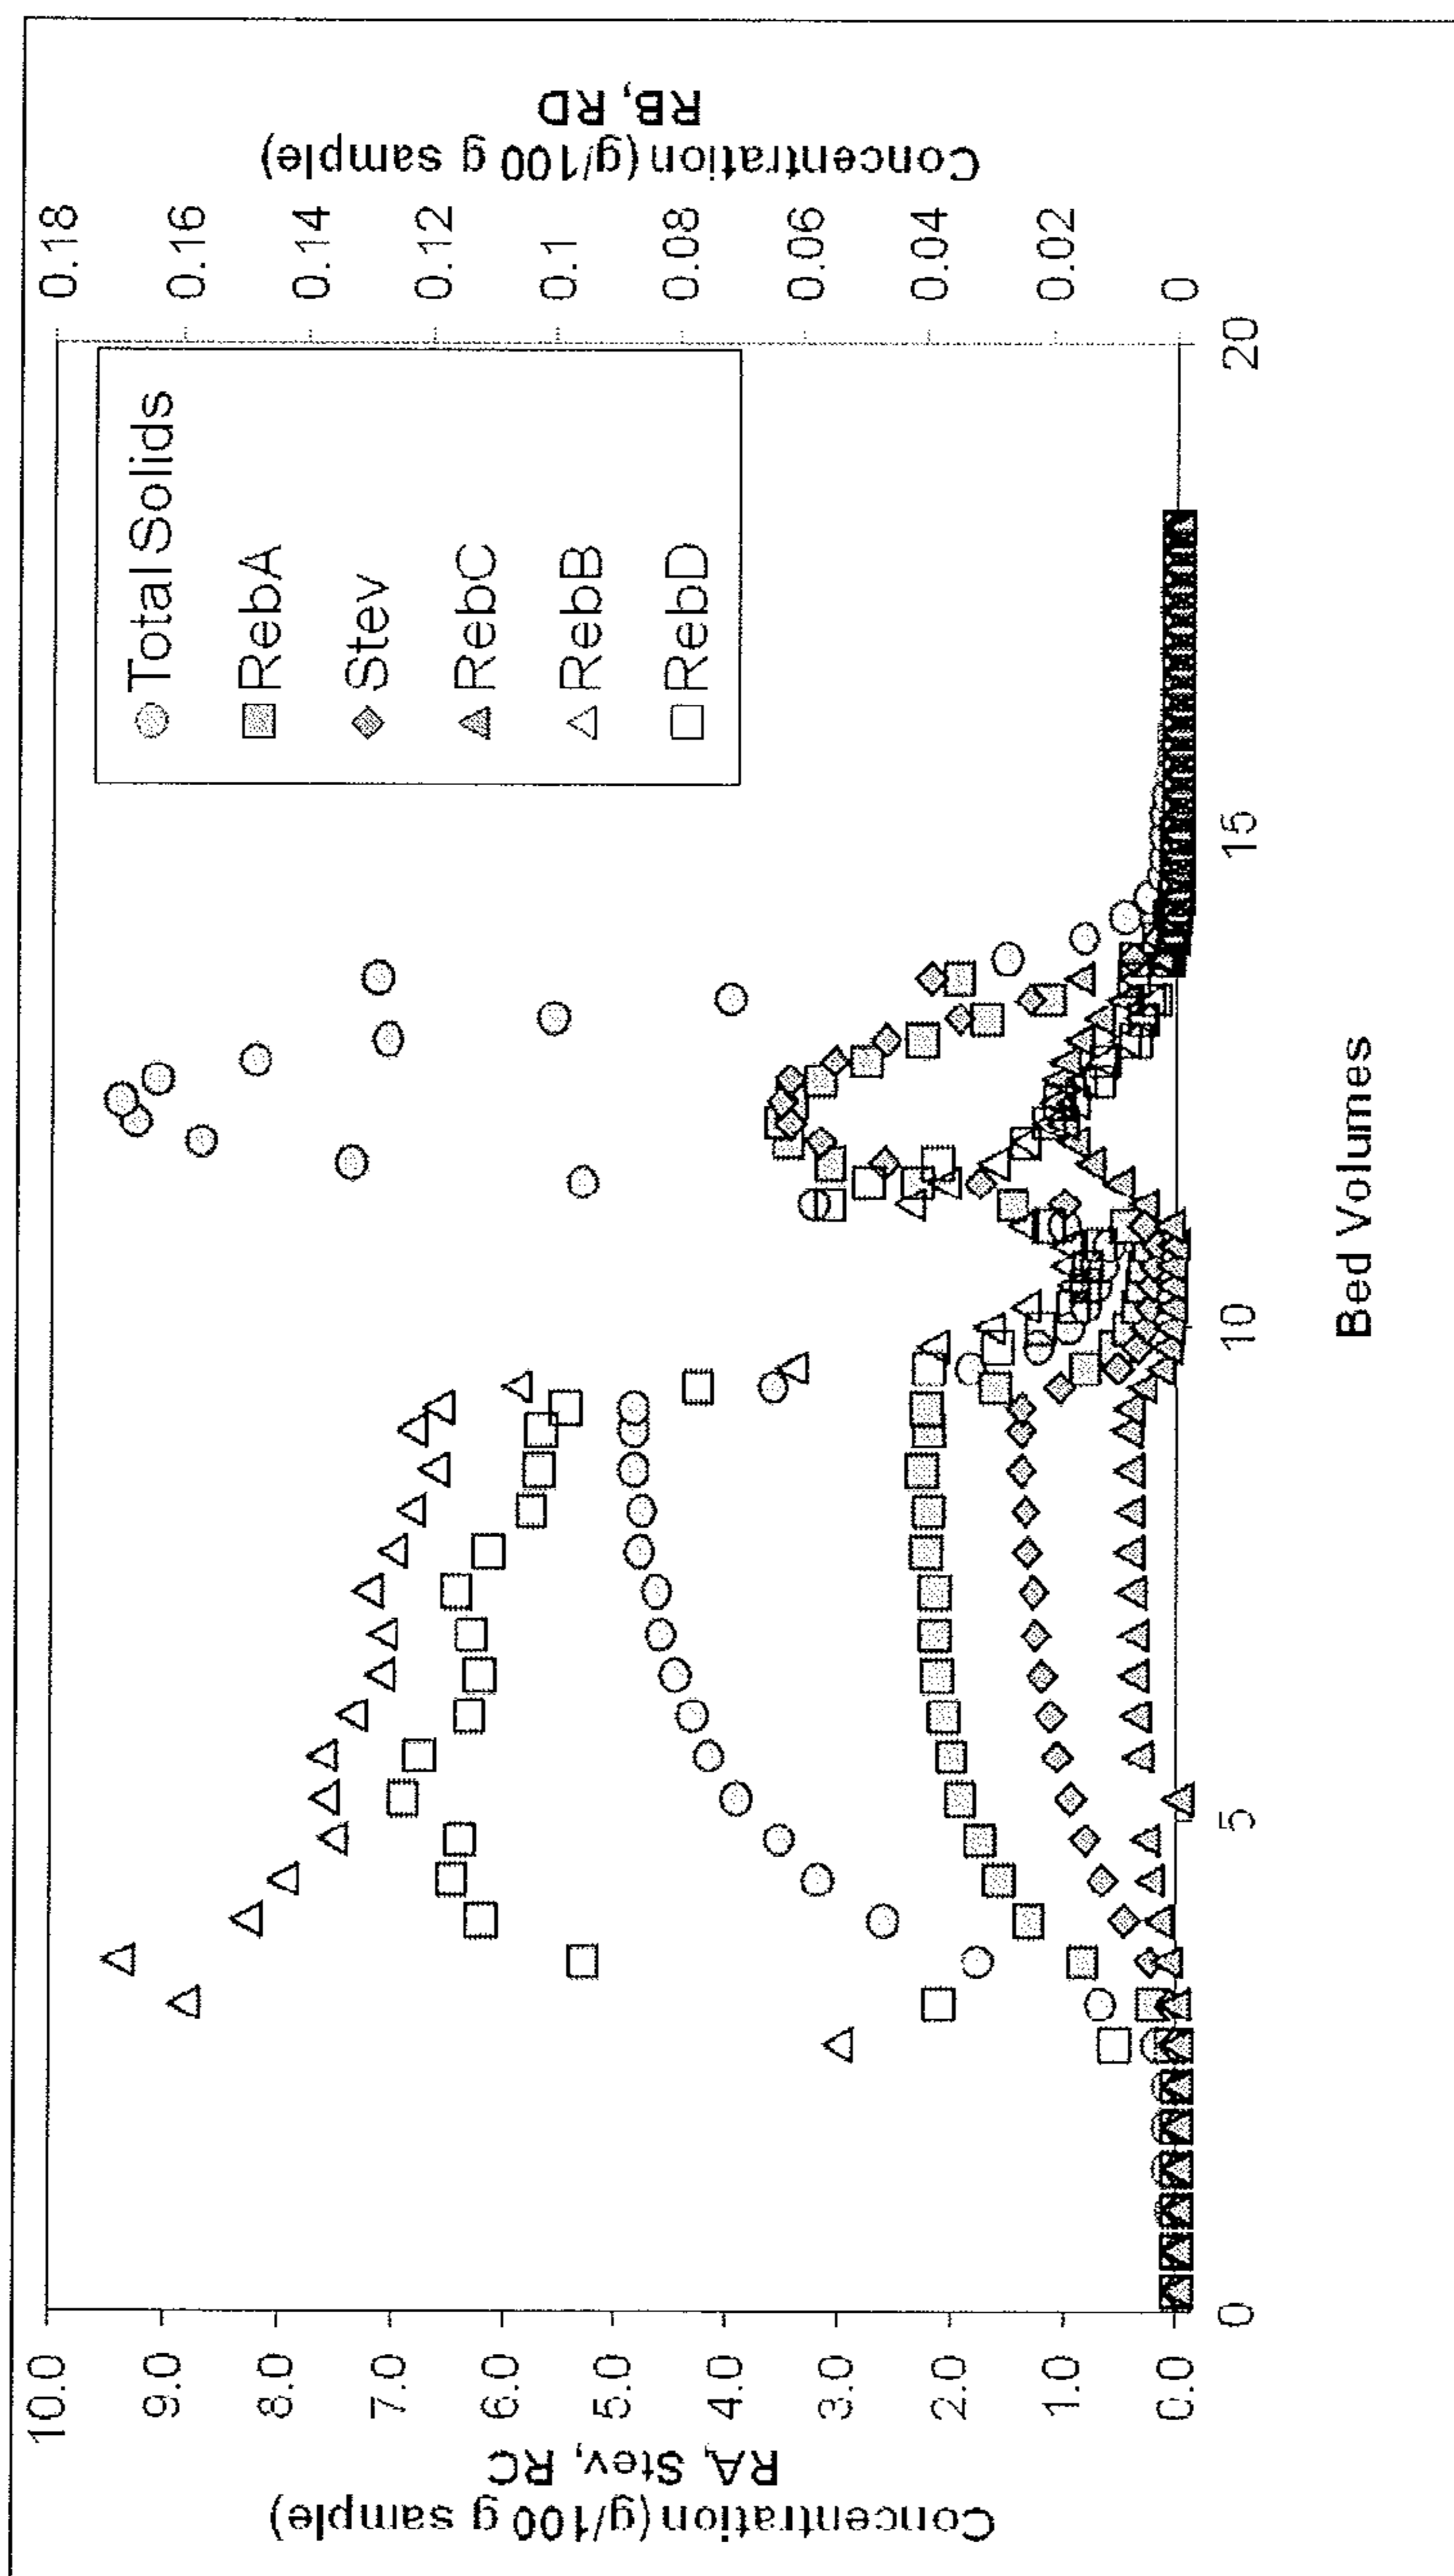 Concentration (g/100 g sample)
RA, Stev, RC
10.0
9.0
8.0
7.0
6.0
5.0
4.0
3.0
2.0
1.0
0.0
0
5
10
15
20
Bed Volumes
Total Solids
RebA
Stev
RebC
RebB
RebD
0.18
0.16
0.14
0.12
0.1
0.08
0.06
0.04
0.02
0
Concentration (g/100 g sample)
RB, RD